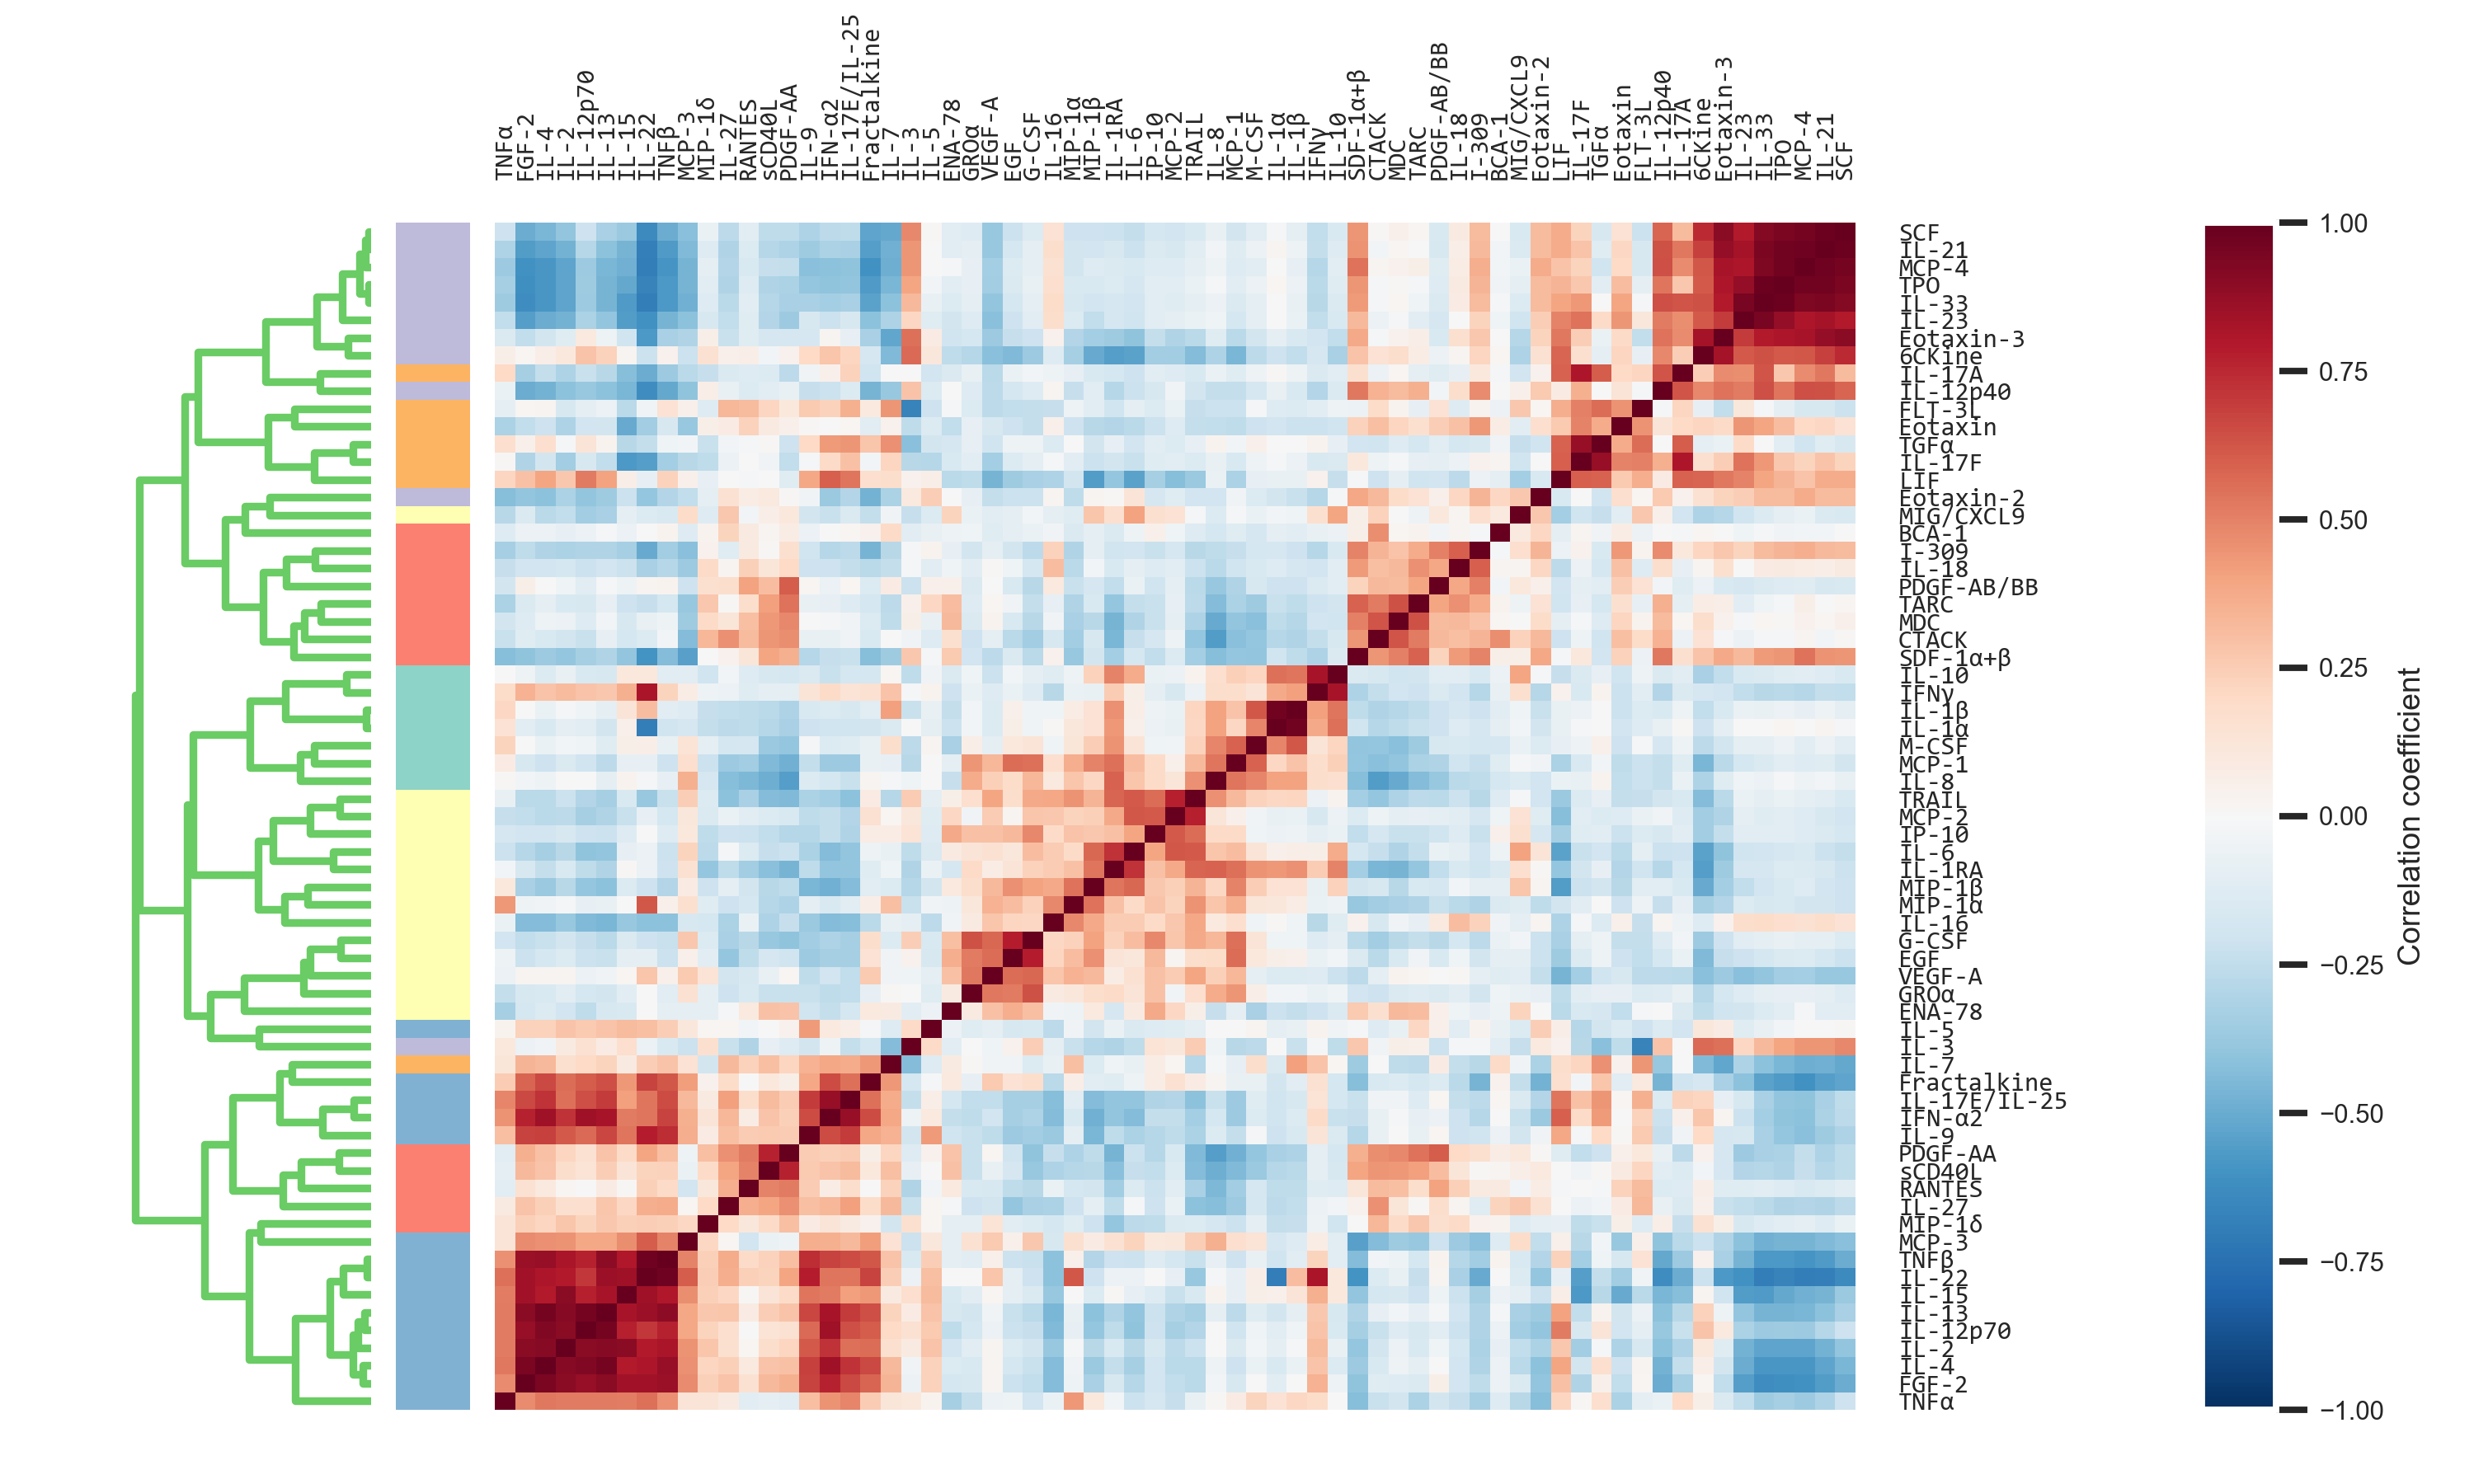 TNFα
FGF-2
IL-4
IL-2
IL-12p70
IL-13
IL-15
IL-22
TNFβ
MCP-3
MIP-1δ
IL-27
RANTES
sCD40L
PDGF-AA
IL-9
IFN-α2
IL-17E/IL-25
Fractalkine
IL-7
IL-3
IL-5
ENA-78
GROα
VEGF-A
EGF
G-CSF
IL-16
MIP-1α
MIP-1β
IL-1RA
IL-6
IP-10
MCP-2
TRAIL
IL-8
MCP-1
M-CSF
IL-1α
IL-1β
IFNγ
IL-10
SDF-1α+β
CTACK
MDC
TARC
PDGF-AB/BB
IL-18
I-309
BCA-1
MIG/CXCL9
Eotaxin-2
LIF
IL-17F
TGFα
Eotaxin
FLT-3L
IL-12p40
IL-17A
6CKine
Eotaxin-3
IL-23
IL-33
TPO
MCP-4
IL-21
SCF
SCF
IL-21
MCP-4
TPO
IL-33
IL-23
Eotaxin-3
6CKine
IL-17A
IL-12p40
FLT-3L
Eotaxin
TGFα
IL-17F
LIF
Eotaxin-2
MIG/CXCL9
BCA-1
I-309
IL-18
PDGF-AB/BB
TARC
MDC
CTACK
SDF-1α+β
IL-10
IFNγ
IL-1β
IL-1α
M-CSF
MCP-1
IL-8
TRAIL
MCP-2
IP-10
IL-6
IL-1RA
MIP-1β
MIP-1α
IL-16
G-CSF
EGF
VEGF-A
GROα
ENA-78
IL-5
IL-3
IL-7
Fractalkine
IL-17E/IL-25
IFN-α2
IL-9
PDGF-AA
sCD40L
RANTES
IL-27
MIP-1δ
MCP-3
TNFβ
IL-22
IL-15
IL-13
IL-12p70
IL-2
IL-4
FGF-2
TNFα
1.00
0.75
0.50
0.25
0.00
−0.25
−0.50
−0.75
−1.00
Correlation coefficient